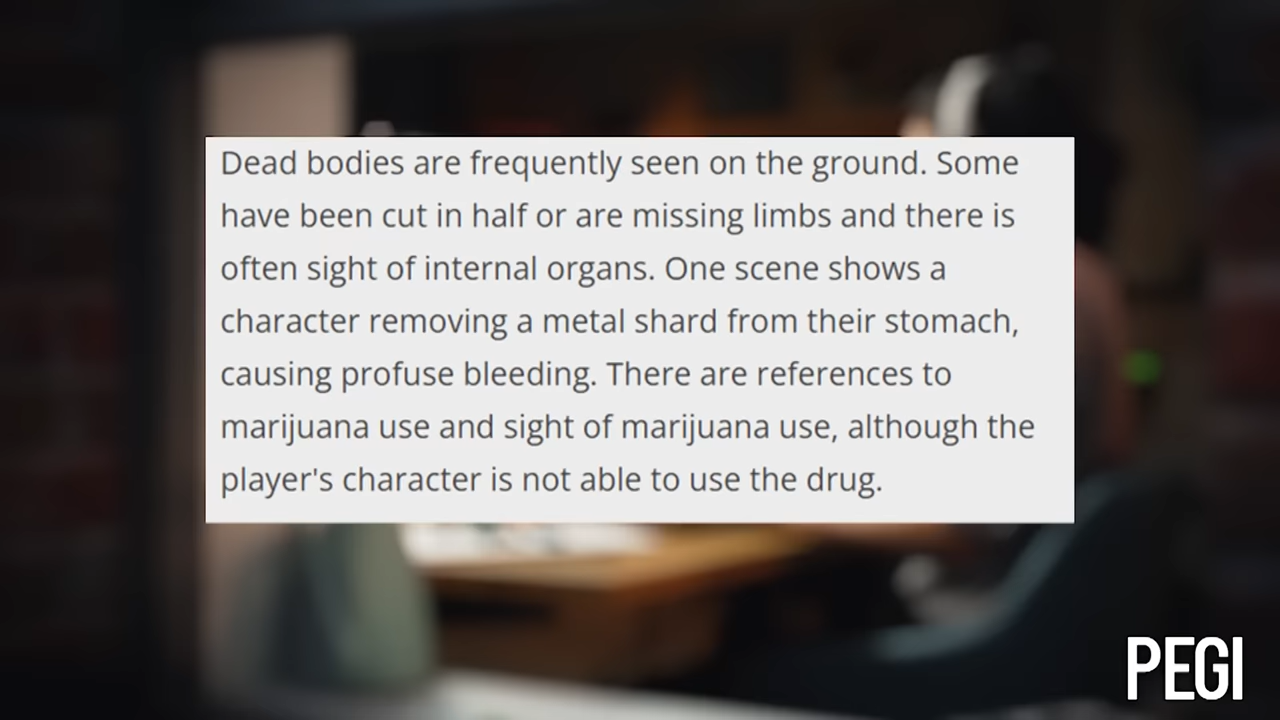 Dead bodies are frequently seen on the ground. Some
have been cut in half or are missing limbs and there is
often sight of internal organs. One scene shows a
character removing a metal shard from their stomach,
causing profuse bleeding. There are references to
marijuana use and sight of marijuana use, although the
player's character is not able to use the drug.
PEGI